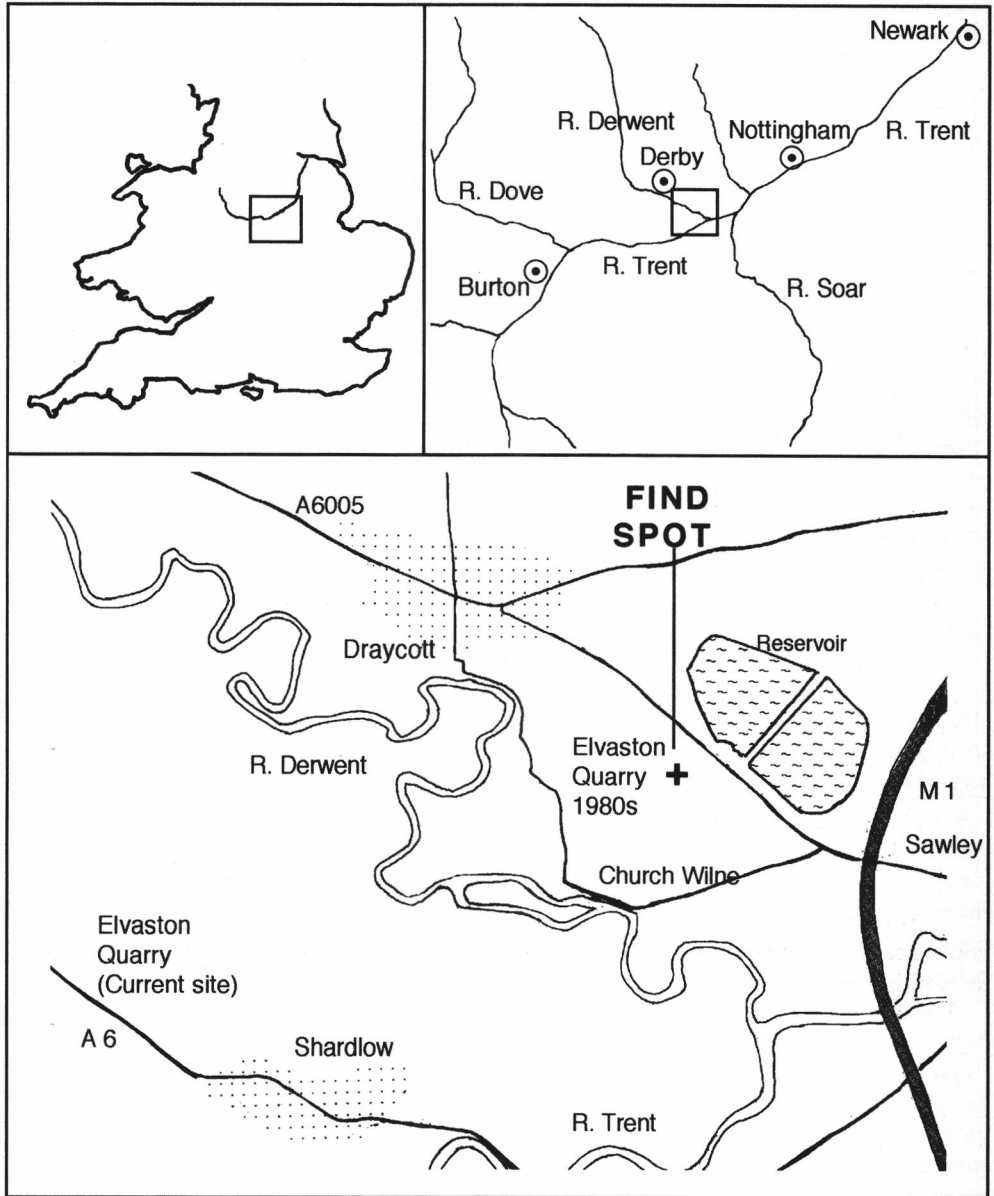 Newark
R. Derwent
Nottingham
R. Trent
Derby
R. Dove
R. Trent
Burton
R. Soar
A6005
FIND
SPOT
Draycott
Reservoir
R. Derwent
Elvaston
Quarry
1980s
M1
Sawley
Church Wilne
Elvaston
Quarry
(Current site)
A 6
Shardlow
R. Trent